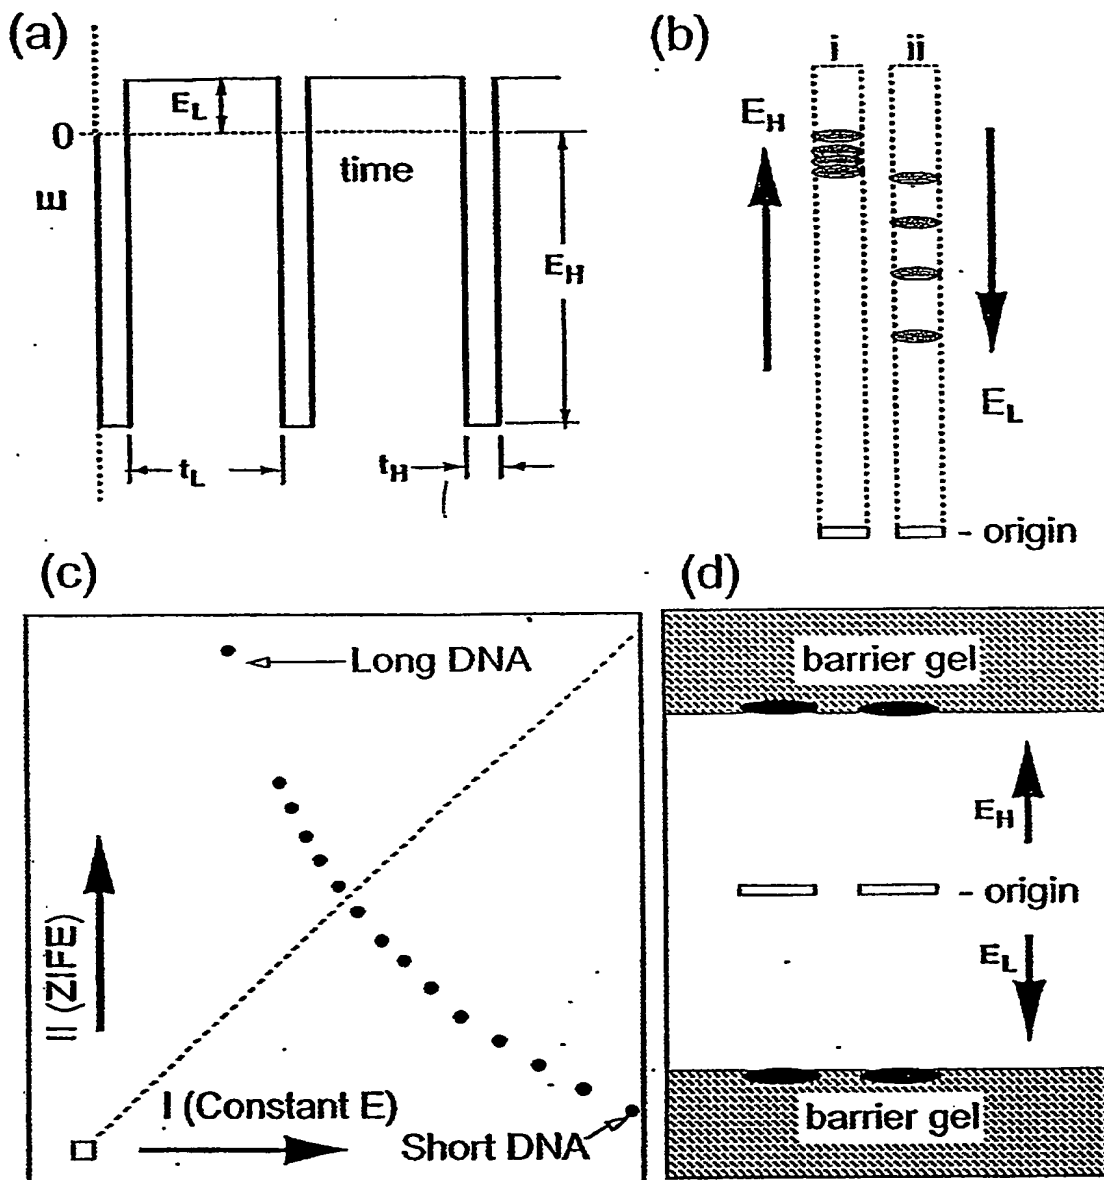 (a)
E_L
0
time
E
E_H
t_L
t_H
(b)
i
ii
E_H
E_L
- origin
(c)
Long DNA
II (ZIFE)
I (Constant E)
Short DNA
(d)
barrier gel
E_H
- origin
E_L
barrier gel